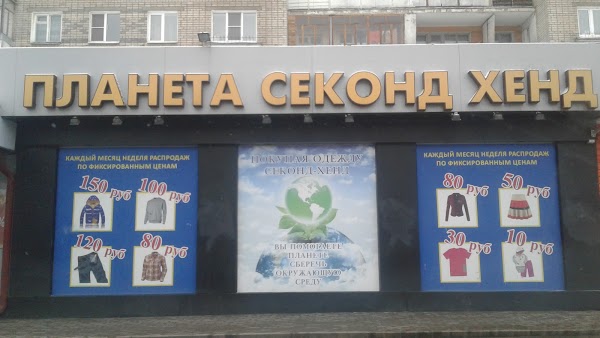 ПЛАНЕТА СЕКОНД ХЕНД
КАЖДЫЙ МЕСЯЦ НЕДЕЛЯ РАСПРОДАЖ
ПО ФИКСИРОВАННЫМ ЦЕНАМ
150 руб
100 руб
120 руб
80 руб
ПОКУПАЯ ОДЕЖДУ
СЕКОНД-ХЕНД
ВЫ ПОМОГАЕТЕ
ПЛАНЕТЕ
СБЕРЕЧЬ
ОКРУЖАЮЩУЮ
СРЕДУ
КАЖДЫЙ МЕСЯЦ НЕДЕЛЯ РАСПРОДАЖ
ПО ФИКСИРОВАННЫМ ЦЕНАМ
80 руб
50 руб
30 руб
10 руб